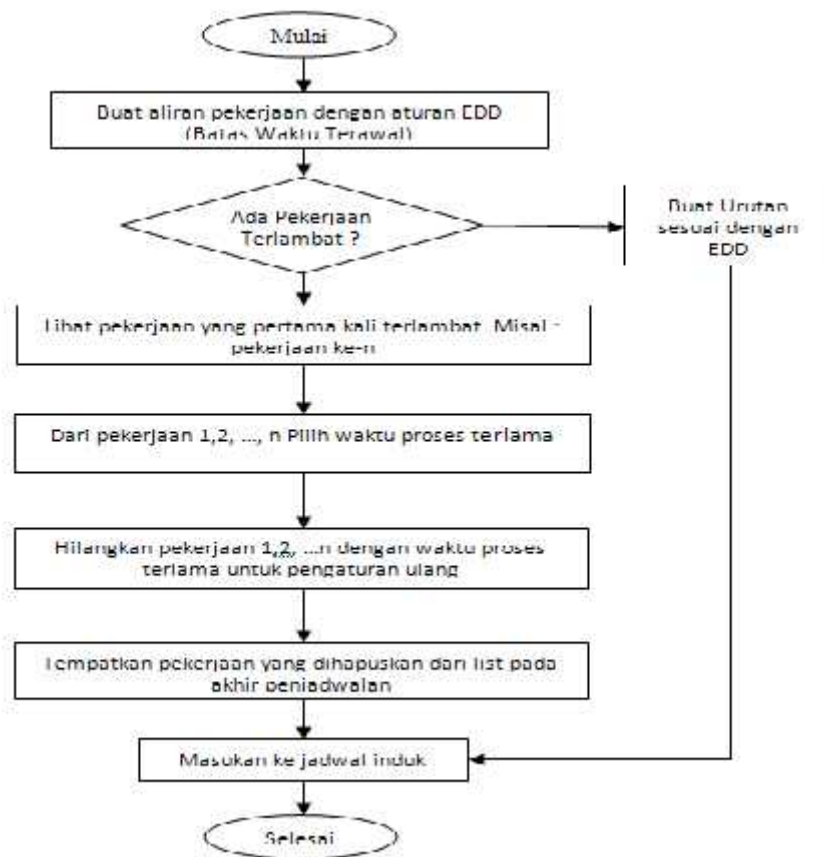 Mulai
Buat aliran pekerjaan dengan aturan EDD
(Batas Waktu Terawal)
Ada Pekerjaan
Terlambat ?
Buat Urutan
sesuai dengan
EDD
Lihat pekerjaan yang pertama kali terlambat Misal :
pekerjaan ke-n
Dari pekerjaan 1,2, ..., n Pilih waktu proses terlama
Hilangkan pekerjaan 1,2, ...n dengan waktu proses
terlama untuk pengaturan ulang
Tempatkan pekerjaan yang dihapuskan dari list pada
akhir penjadwalan
Masukan ke jadwal induk
Selesai